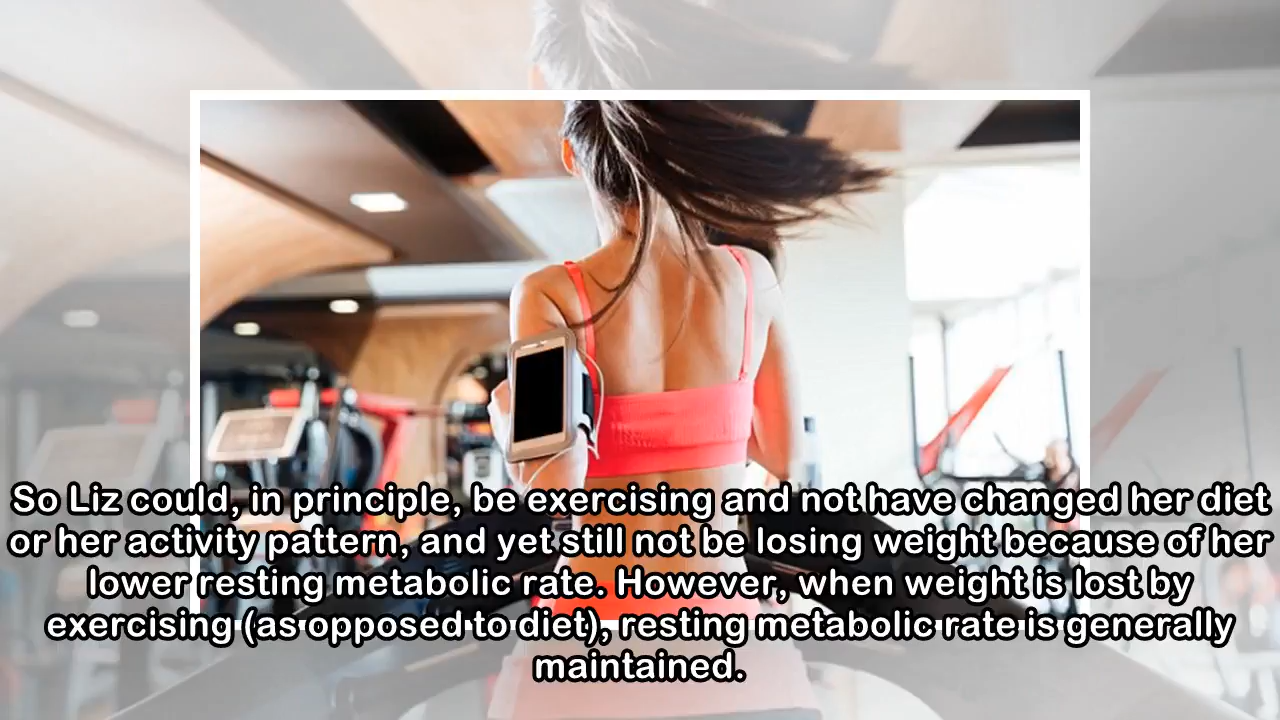 So Liz could, in principle, be exercising and not have changed her diet
or her activity pattern, and yet still not be losing weight because of her
lower resting metabolic rate. However, when weight is lost by
exercising (as opposed to diet), resting metabolic rate is generally
maintained.